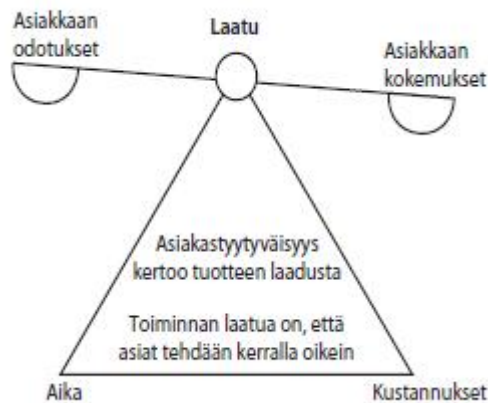 Asiakkaan
odotukset
Laatu
Asiakkaan
kokemukset
Asiakastyytyväisyys
kertoo tuotteen laadusta
Toiminnan laatua on, että
asiat tehdään kerralla oikein
Aika
Kustannukset